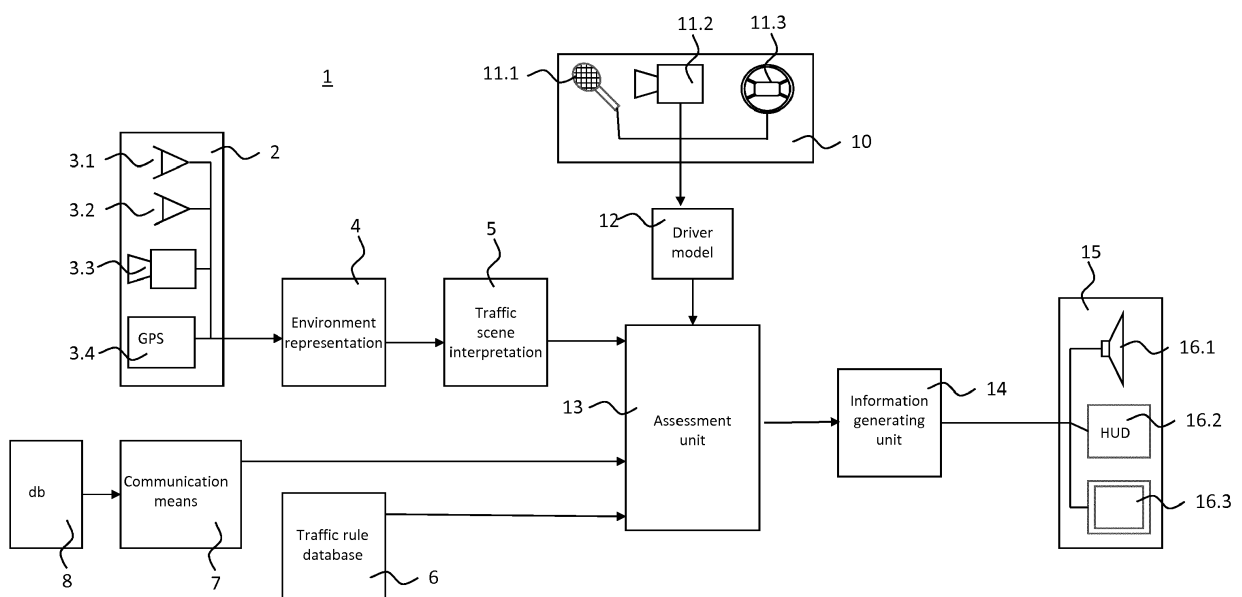 1
11.1
11.2
11.3
10
3.1
3.2
3.3
3.4
2
GPS
4
Environment
representation
5
Traffic
scene
interpretation
12
Driver
model
13
Assessment
unit
14
Information
generating
unit
15
16.1
HUD
16.2
16.3
db
8
Communication
means
7
Traffic rule
database
6